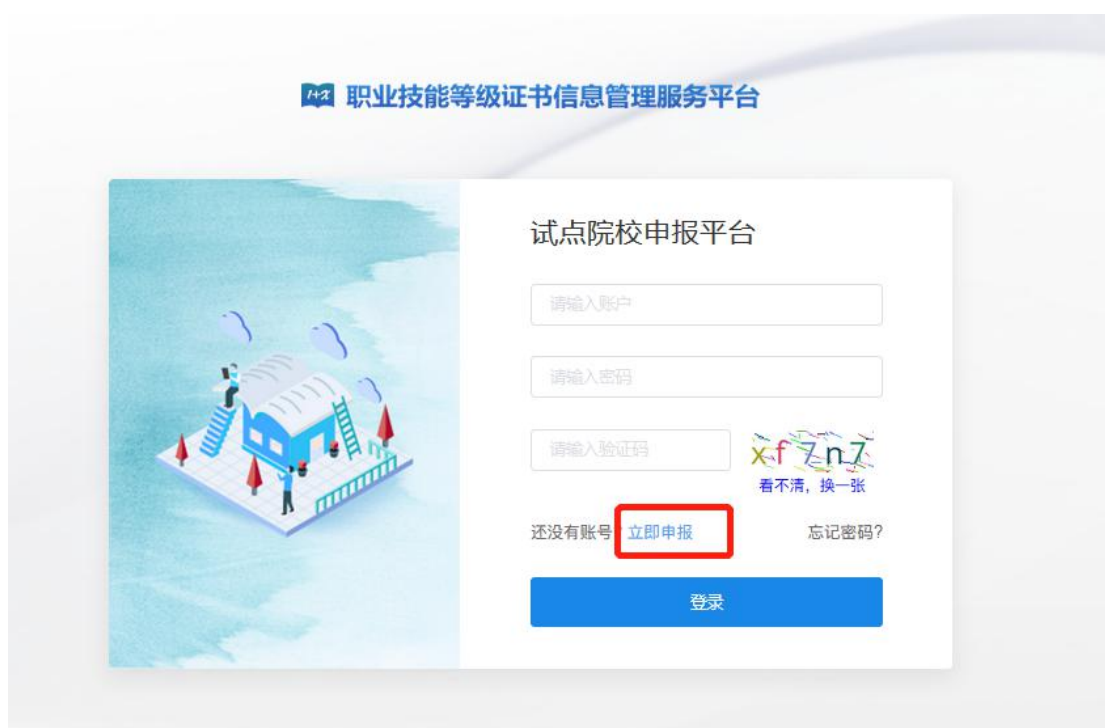 1+X 职业技能等级证书信息管理服务平台
试点院校申报平台
请输入账户
请输入密码
请输入验证码
xf7n7
看不清，换一张
还没有账号？立即申报 忘记密码?
登录